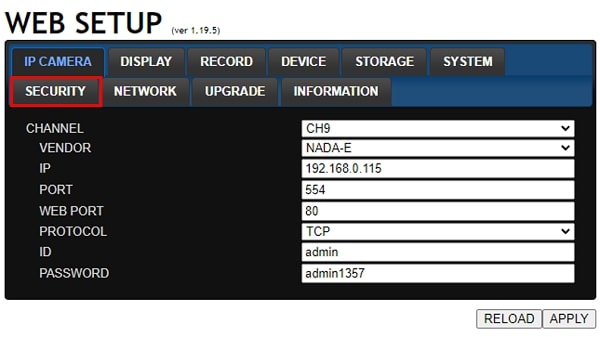 WEB SETUP (ver 1.19.5)
IP CAMERA DISPLAY RECORD DEVICE STORAGE SYSTEM
SECURITY NETWORK UPGRADE INFORMATION
CHANNEL CH9
VENDOR NADA-E
IP 192.168.0.115
PORT 554
WEB PORT 80
PROTOCOL TCP
ID admin
PASSWORD admin1357
RELOAD APPLY